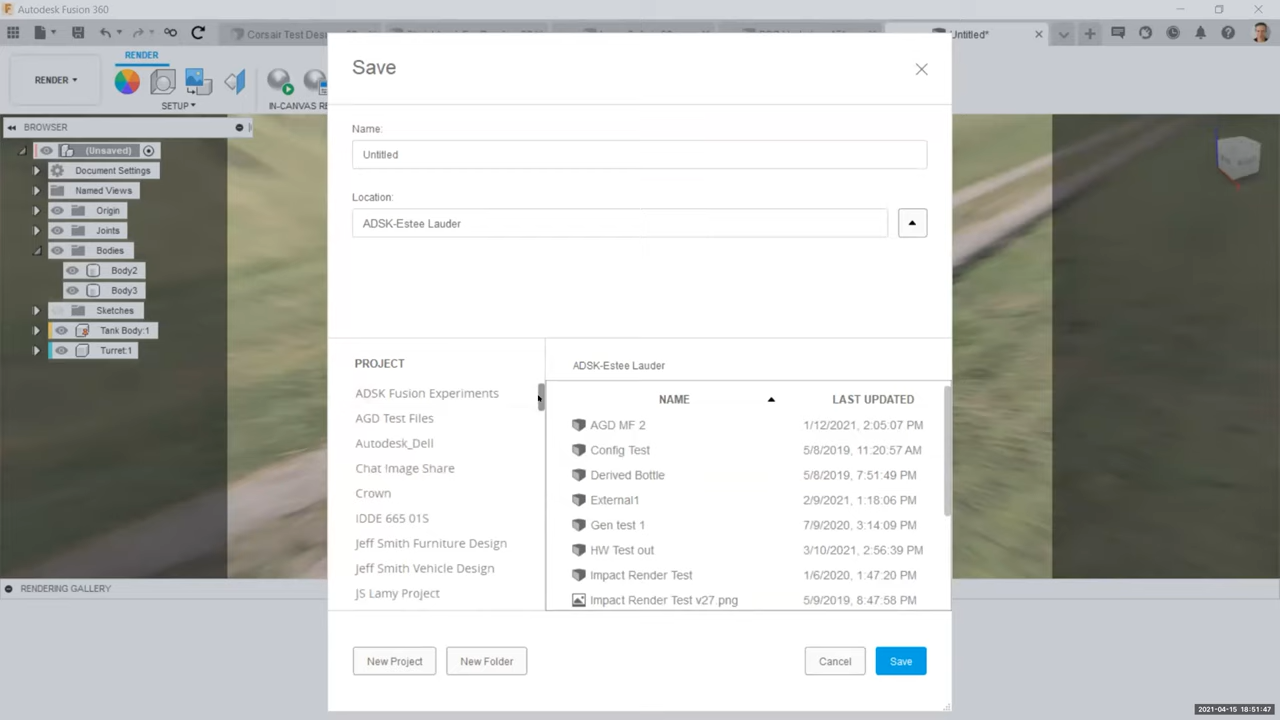 Autodesk Fusion 360
Corsair Test Des
Untitled*
RENDER
RENDER
SETUP
IN-CANVAS RE
BROWSER
(Unsaved)
Document Settings
Named Views
Origin
Joints
Bodies
Body2
Body3
Sketches
Tank Body:1
Turret:1
RENDERING GALLERY
Save
Name:
Untitled
Location:
ADSK-Estee Lauder
PROJECT
ADSK Fusion Experiments
AGD Test Files
Autodesk_Dell
Chat Image Share
Crown
IDDE 665 01S
Jeff Smith Furniture Design
Jeff Smith Vehicle Design
JS Lamy Project
ADSK-Estee Lauder
NAME LAST UPDATED
AGD MF 2 1/12/2021, 2:05:07 PM
Config Test 5/8/2019, 11:20:57 AM
Derived Bottle 5/8/2019, 7:51:49 PM
External1 2/9/2021, 1:18:06 PM
Gen test 1 7/9/2020, 3:14:09 PM
HW Test out 3/10/2021, 2:56:39 PM
Impact Render Test 1/6/2020, 1:47:20 PM
Impact Render Test v27.png 5/9/2019, 8:47:58 PM
New Project New Folder Cancel Save
2021-04-15 18:51:47